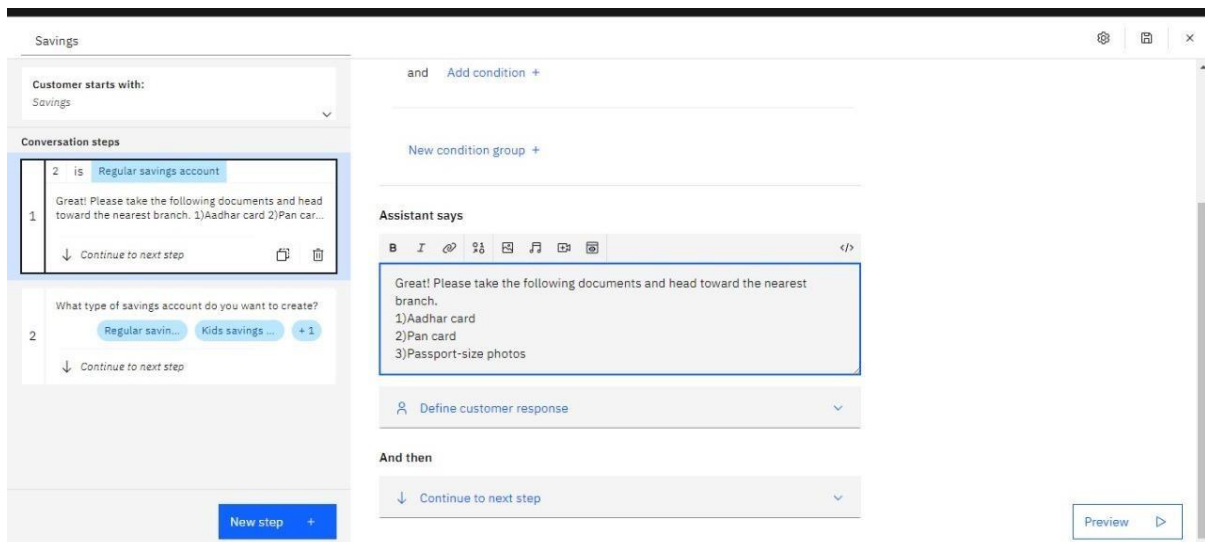 Savings
Customer starts with:
Savings
Conversation steps
1
2 is Regular savings account
Great! Please take the following documents and head
toward the nearest branch. 1)Aadhar card 2)Pan car...
Continue to next step
2
What type of savings account do you want to create?
Regular savin... Kids savings ... + 1
Continue to next step
New step +
and Add condition +
New condition group +
Assistant says
B I </>
Great! Please take the following documents and head toward the nearest
branch.
1)Aadhar card
2)Pan card
3)Passport-size photos
Define customer response
And then
Continue to next step
Preview